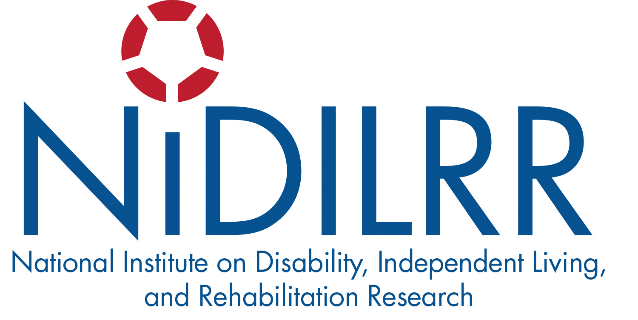 NiDILRR
National Institute on Disability, Independent Living,
and Rehabilitation Research